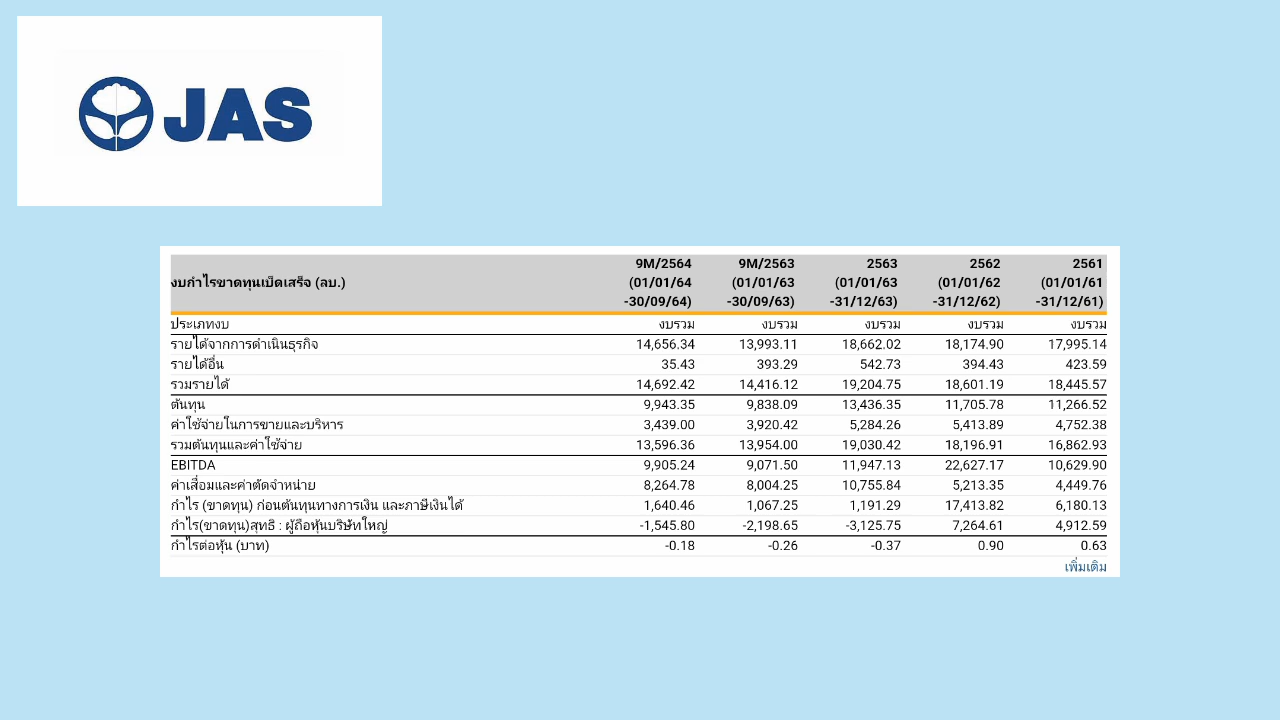 JAS
งบกำไรขาดทุนเบ็ดเสร็จ (ลบ.) 9M/2564 (01/01/64 -30/09/64) 9M/2563 (01/01/63 -30/09/63) 2563 (01/01/63 -31/12/63) 2562 (01/01/62 -31/12/62) 2561 (01/01/61 -31/12/61)
ประเภทงบ งบรวม งบรวม งบรวม งบรวม งบรวม
รายได้จากการดำเนินธุรกิจ 14,656.34 13,993.11 18,662.02 18,174.90 17,995.14
รายได้อื่น 35.43 393.29 542.73 394.43 423.59
รวมรายได้ 14,692.42 14,416.12 19,204.75 18,601.19 18,445.57
ต้นทุน 9,943.35 9,838.09 13,436.35 11,705.78 11,266.52
ค่าใช้จ่ายในการขายและบริหาร 3,439.00 3,920.42 5,284.26 5,413.89 4,752.38
รวมต้นทุนและค่าใช้จ่าย 13,596.36 13,954.00 19,030.42 18,196.91 16,862.93
EBITDA 9,905.24 9,071.50 11,947.13 22,627.17 10,629.90
ค่าเสื่อมและค่าตัดจำหน่าย 8,264.78 8,004.25 10,755.84 5,213.35 4,449.76
กำไร (ขาดทุน) ก่อนต้นทุนทางการเงิน และภาษีเงินได้ 1,640.46 1,067.25 1,191.29 17,413.82 6,180.13
กำไร(ขาดทุน)สุทธิ : ผู้ถือหุ้นบริษัทใหญ่ -1,545.80 -2,198.65 -3,125.75 7,264.61 4,912.59
กำไรต่อหุ้น (บาท) -0.18 -0.26 -0.37 0.90 0.63
เพิ่มเติม